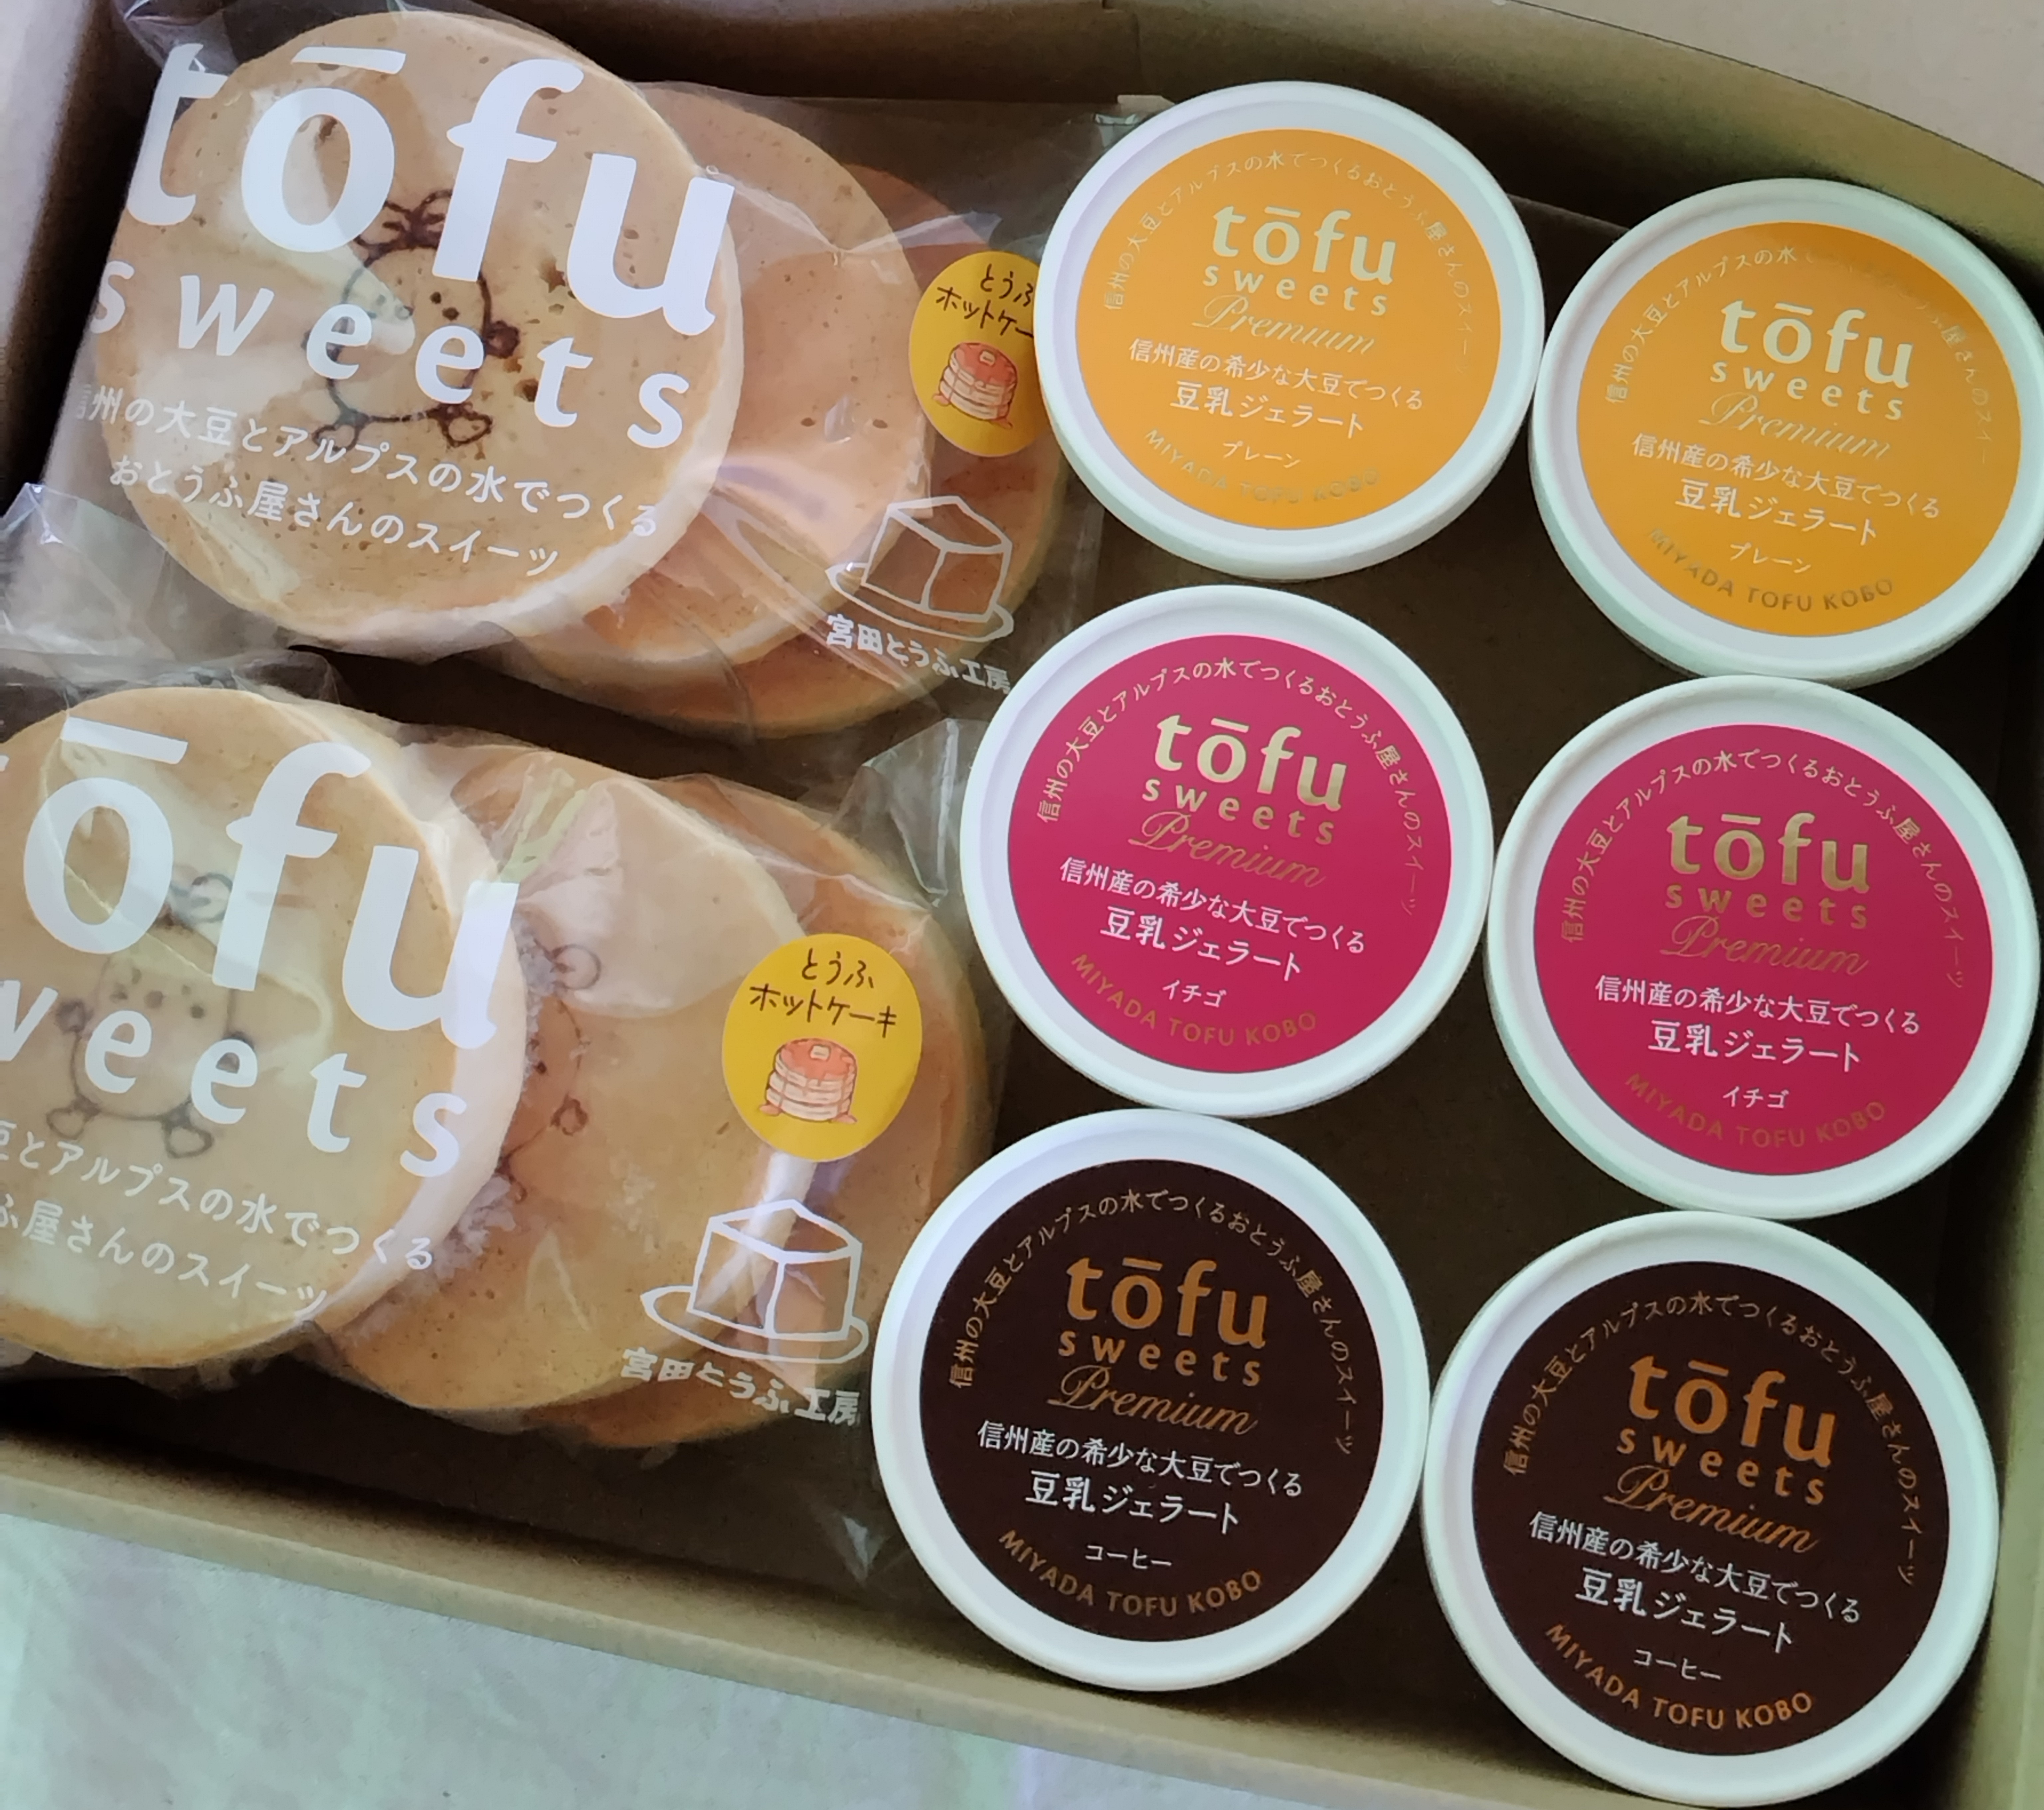 tōfu
sweets
州の大豆とアルプスの水でつくる
おとうふ屋さんのスイーツ
とうふ
ホットケー
宮田とうふ工房
信州の大豆とアルプスの水でつくるおとうふ屋さんのスイー
tōfu
sweets
Premium
信州産の希少な大豆でつくる
豆乳ジェラート
プレーン
MIYADA TOFU KOBO
信州の大豆とアルプスの水 ふ屋さんのスイー
tōfu
sweets
Premium
信州産の希少な大豆でつくる
豆乳ジェラート
プレーン
MIYADA TOFU KOBO
tōfu
weets
豆とアルプスの水でつくる
ふ屋さんのスイーツ
とうふ
ホットケーキ
宮田とうふ工房
信州の大豆とアルプスの水でつくるおとうふ屋さんのスイーツ
tōfu
sweets
Premium
信州産の希少な大豆でつくる
豆乳ジェラート
イチゴ
MIYADA TOFU KOBO
信州の大豆とアルプスの水でつくるおとうふ屋さんのスイーツ
tōfu
sweets
Premium
信州産の希少な大豆でつくる
豆乳ジェラート
イチゴ
MIYADA TOFU KOBO
信州の大豆とアルプスの水でつくるおとうふ屋さんのスイーツ
tōfu
sweets
Premium
信州産の希少な大豆でつくる
豆乳ジェラート
コーヒー
MIYADA TOFU KOBO
信州の大豆とアルプスの水でつくるおとうふ屋さんのスイーツ
tōfu
sweets
Premium
信州産の希少な大豆でつくる
豆乳ジェラート
コーヒー
MIYADA TOFU KOBO